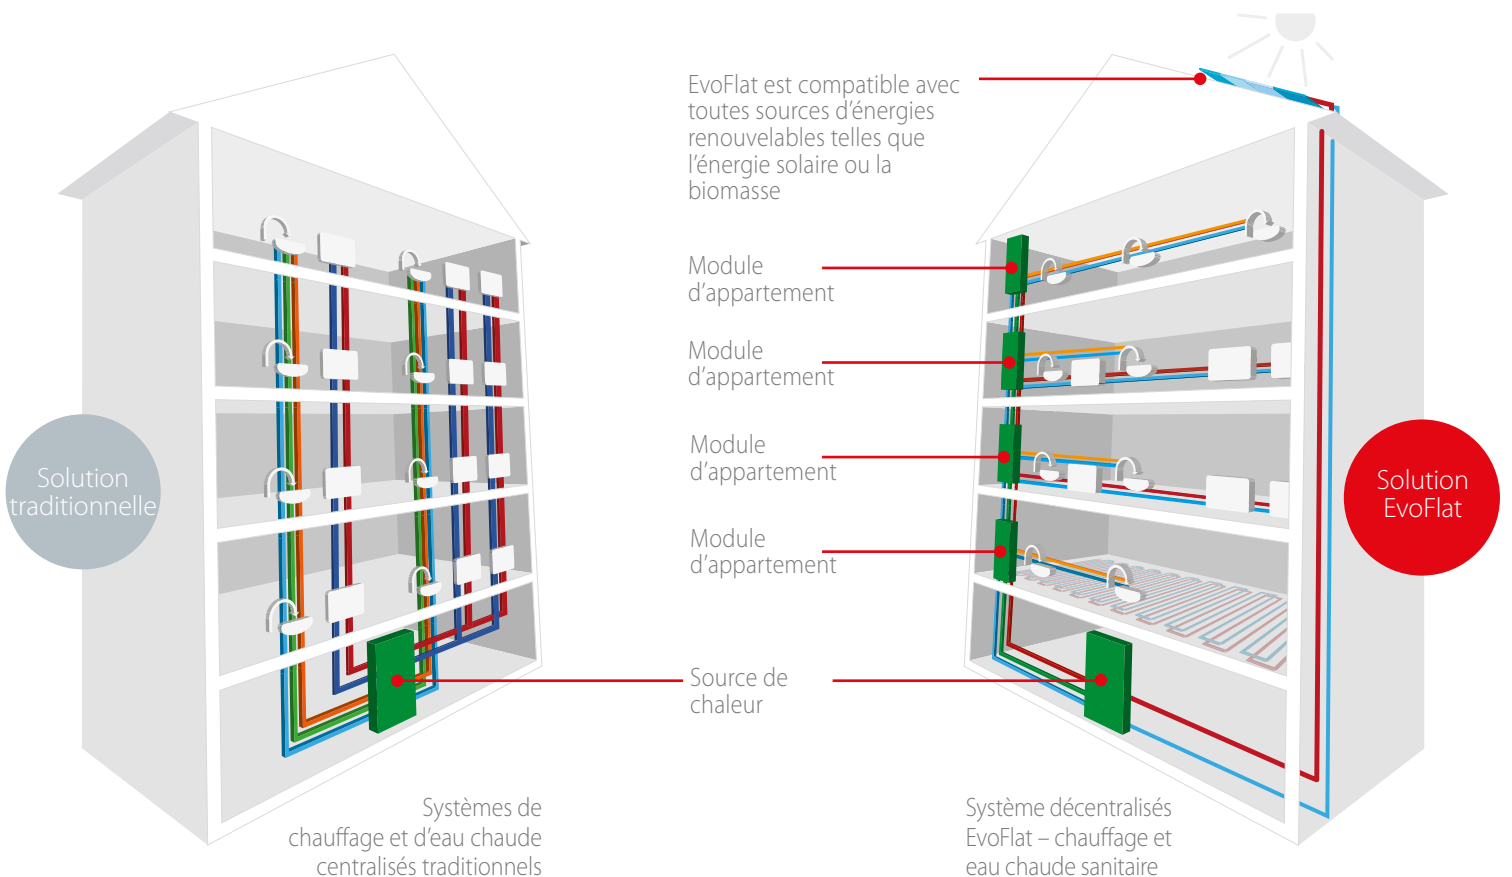 EvoFlat est compatible avec
toutes sources d’énergies
renouvelables telles que
l’énergie solaire ou la
biomasse
Module
d’appartement
Module
d’appartement
Module
d’appartement
Module
d’appartement
Solution
traditionnelle
Solution
EvoFlat
Source de
chaleur
Systèmes de
chauffage et d’eau chaude
centralisés traditionnels
Système décentralisés
EvoFlat – chauffage et
eau chaude sanitaire